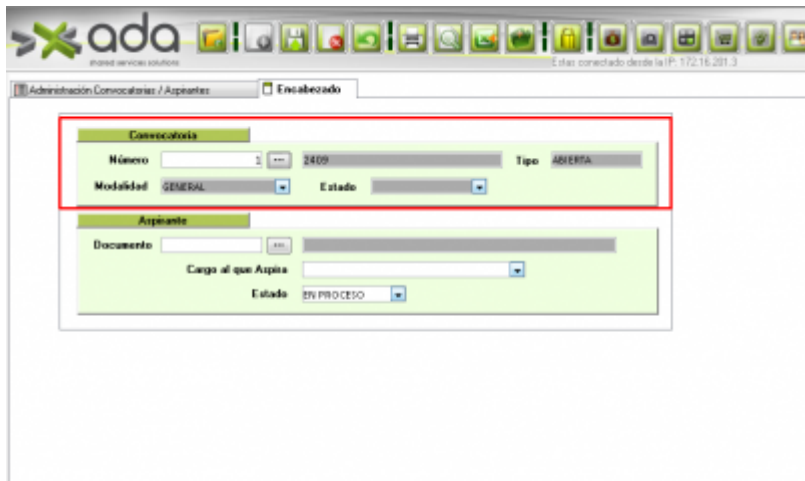 ada
shared services solutions
Estas conectado desde la IP: 172.16.201.3
Administración Convocatorias / Aspirantes
Encabezado
Convocatoria
Número 1 ... 2409 Tipo ABIERTA
Modalidad GENERAL Estado
Aspirante
Documento ...
Cargo al que Aspira
Estado EN PROCESO